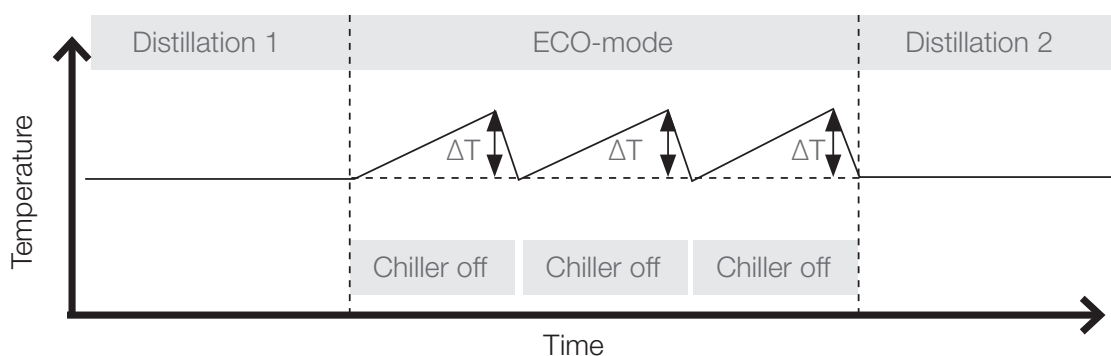 Distillation 1 ECO-mode Distillation 2
Temperature
ΔT ΔT ΔT
Chiller off Chiller off Chiller off
Time